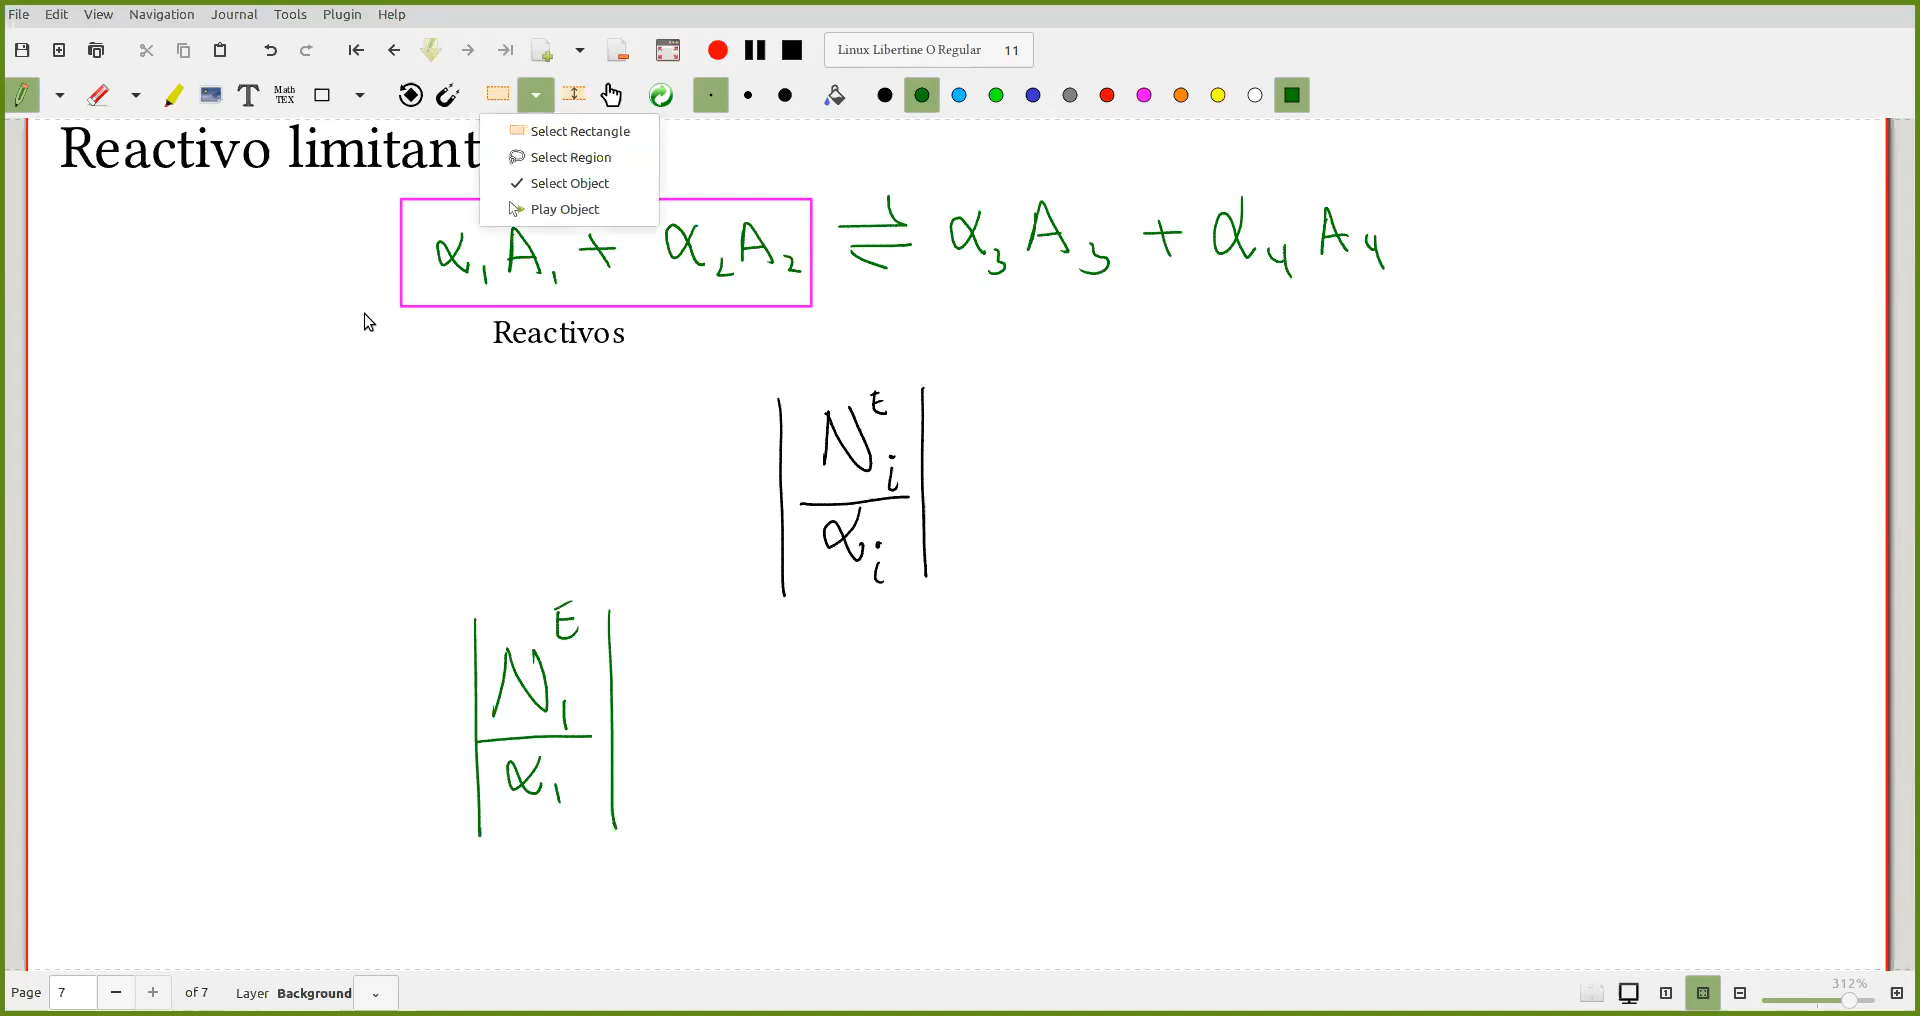 File Edit View Navigation Journal Tools Plugin Help
Linux Libertine O Regular 11
T Math TEX
Select Rectangle
Select Region
Select Object
Play Object
Reactivo limitant
α₁A₁ + α₂A₂ ⇌ α₃A₃ + α₄A₄
Reactivos
|Nᵢᴱ / αᵢ|
|N₁ᴱ / α₁|
312%
Page 7 − + of 7 Layer Background